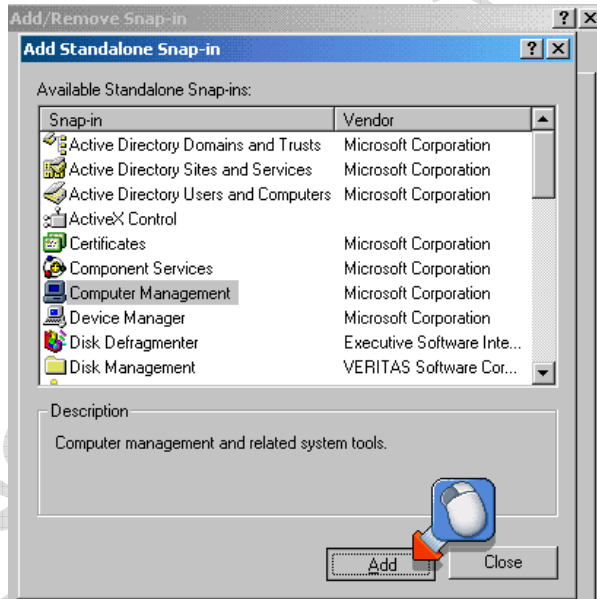 Add/Remove Snap-in
Add Standalone Snap-in
Available Standalone Snap-ins:
Snap-in Vendor
Active Directory Domains and Trusts Microsoft Corporation
Active Directory Sites and Services Microsoft Corporation
Active Directory Users and Computers Microsoft Corporation
ActiveX Control
Certificates Microsoft Corporation
Component Services Microsoft Corporation
Computer Management Microsoft Corporation
Device Manager Microsoft Corporation
Disk Defragmenter Executive Software Inte...
Disk Management VERITAS Software Cor...
Description
Computer management and related system tools.
Add Close